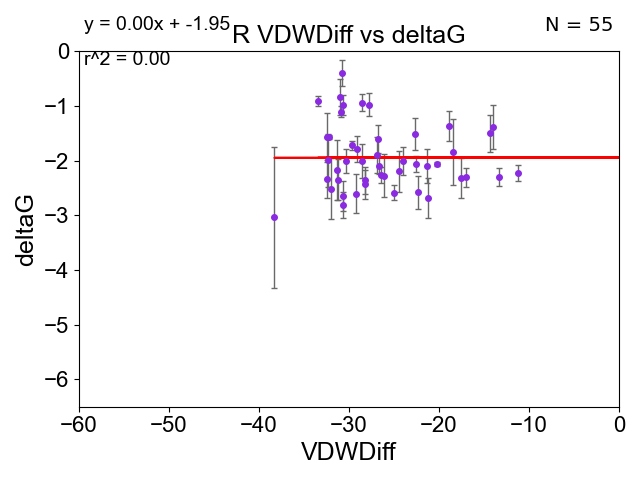 y = 0.00x + -1.95
R VDWDiff vs deltaG
N = 55
r^2 = 0.00
0
−1
−2
−3
−4
−5
−6
deltaG
−60
−50
−40
−30
−20
−10
0
VDWDiff